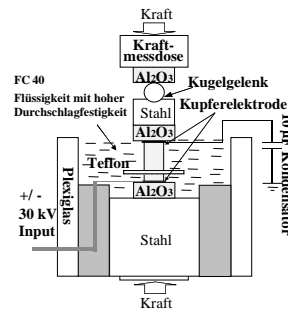 Kraft
Kraft-
messdose
FC 40
Al₂O₃
Kugelgelenk
Flüssigkeit mit hoher
Durchschlagfestigkeit
Stahl
Kupferelektrode
Al₂O₃
Teflon
Plexiglas
10 µF Kondensator
Al₂O₃
+/ -
30 kV
Input
Stahl
Kraft